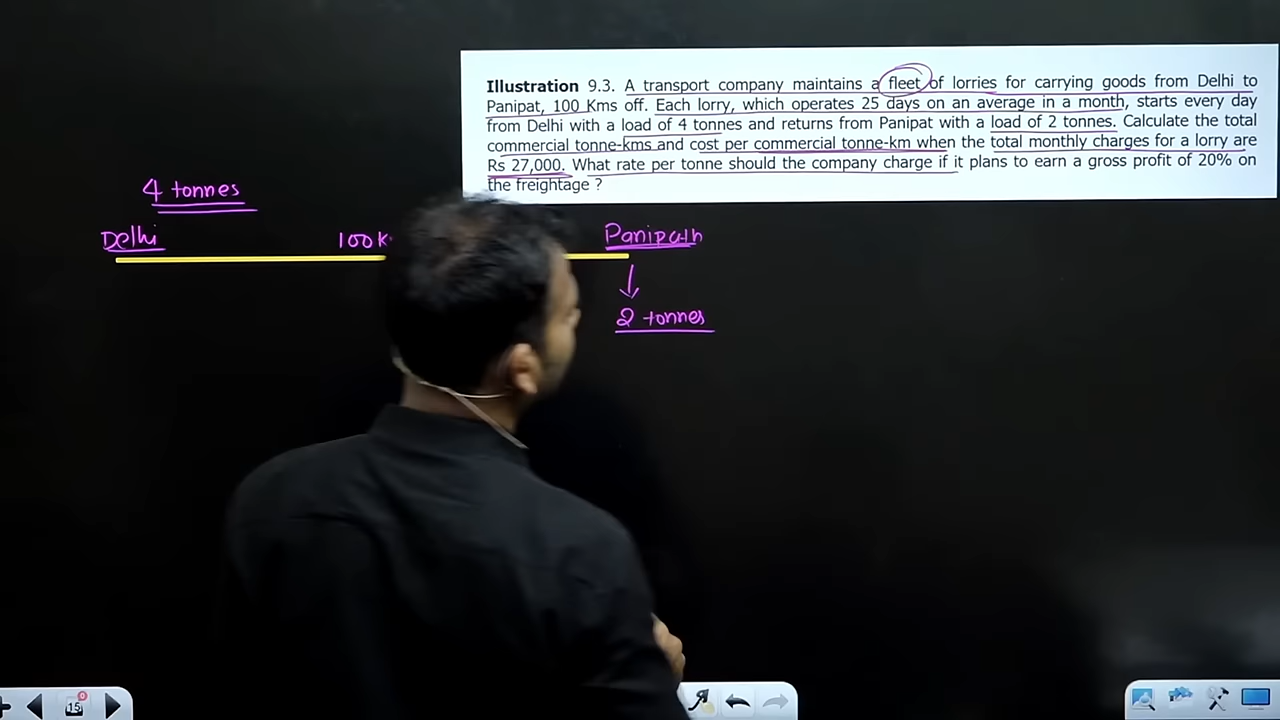 Illustration 9.3. A transport company maintains a fleet of lorries for carrying goods from Delhi to
Panipat, 100 Kms off. Each lorry, which operates 25 days on an average in a month, starts every day
from Delhi with a load of 4 tonnes and returns from Panipat with a load of 2 tonnes. Calculate the total
commercial tonne-kms and cost per commercial tonne-km when the total monthly charges for a lorry are
Rs 27,000. What rate per tonne should the company charge if it plans to earn a gross profit of 20% on
the freightage ?
4 tonnes
Delhi 100K Panipath
2 tonnes
15
0